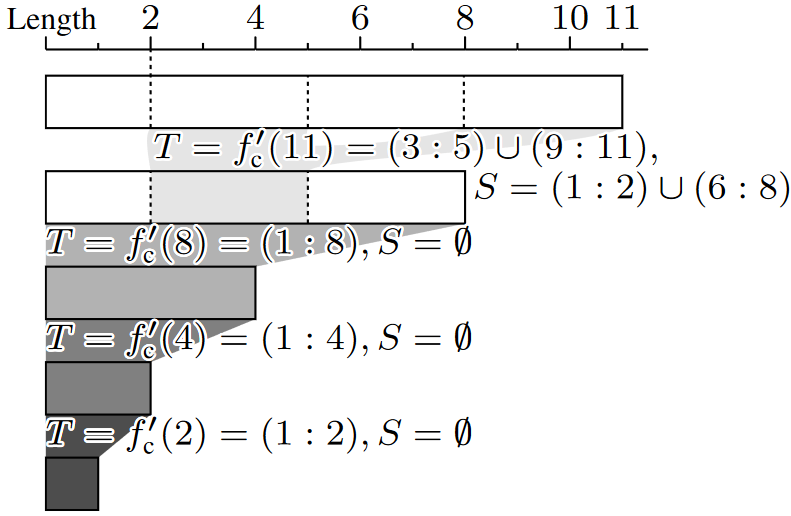 Length 2 4 6 8 10 11
T = f′c(11) = (3 : 5) ∪ (9 : 11),
S = (1 : 2) ∪ (6 : 8)
T = f′c(8) = (1 : 8), S = ∅
T = f′c(4) = (1 : 4), S = ∅
T = f′c(2) = (1 : 2), S = ∅